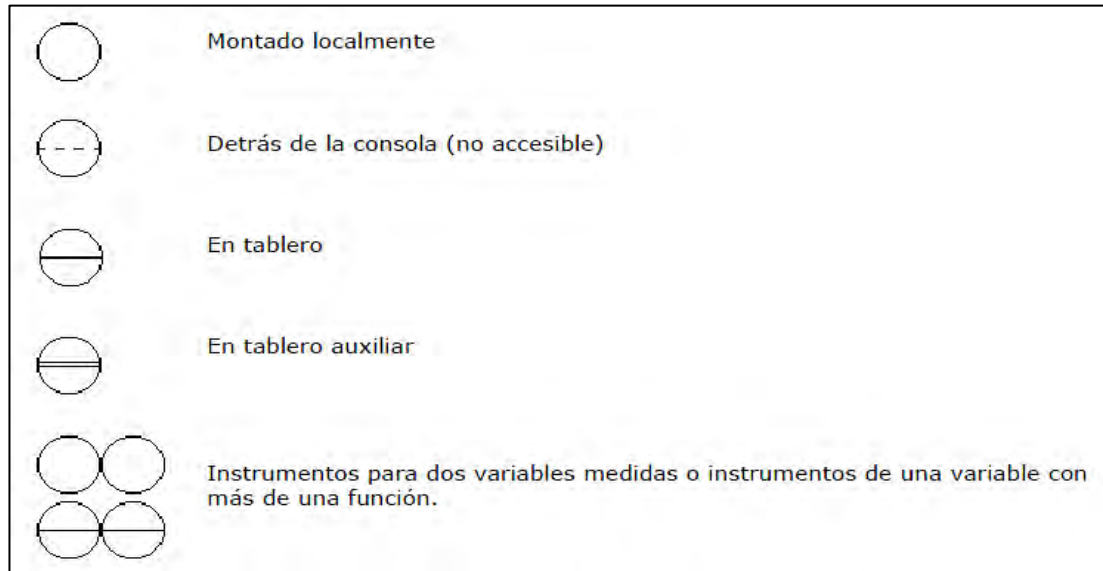 Montado localmente
Detrás de la consola (no accesible)
En tablero
En tablero auxiliar
Instrumentos para dos variables medidas o instrumentos de una variable con
más de una función.